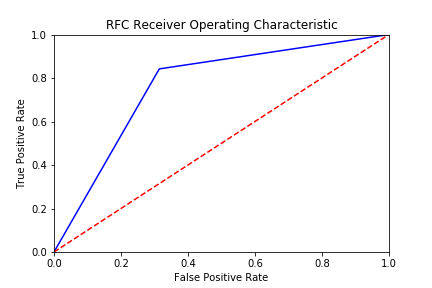 RFC Receiver Operating Characteristic
1.0
0.8
0.6
0.4
0.2
0.0
True Positive Rate
0.0 0.2 0.4 0.6 0.8 1.0
False Positive Rate